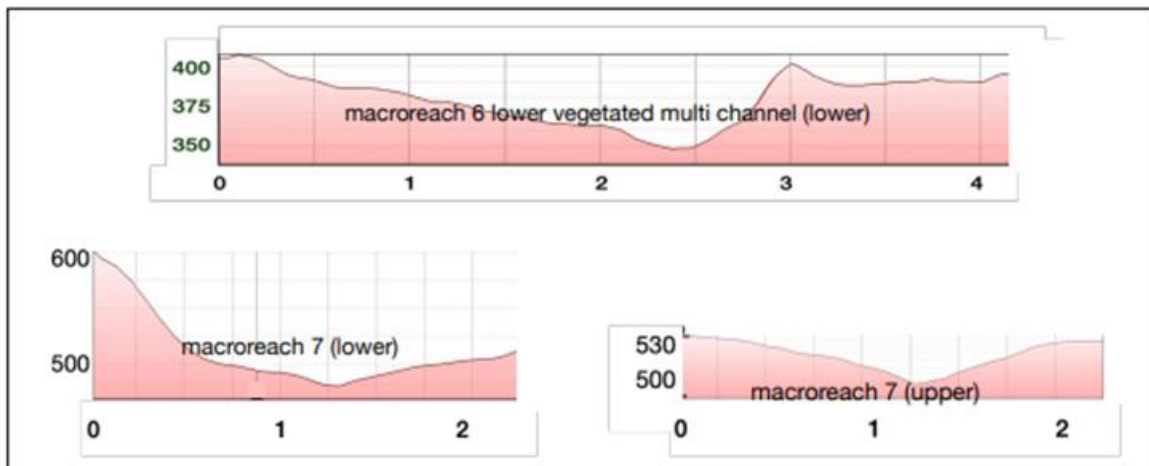 400
375
350
macroreach 6 lower vegetated multi channel (lower)
0 1 2 3 4
600
500
macroreach 7 (lower)
0 1 2
530
500
macroreach 7 (upper)
0 1 2